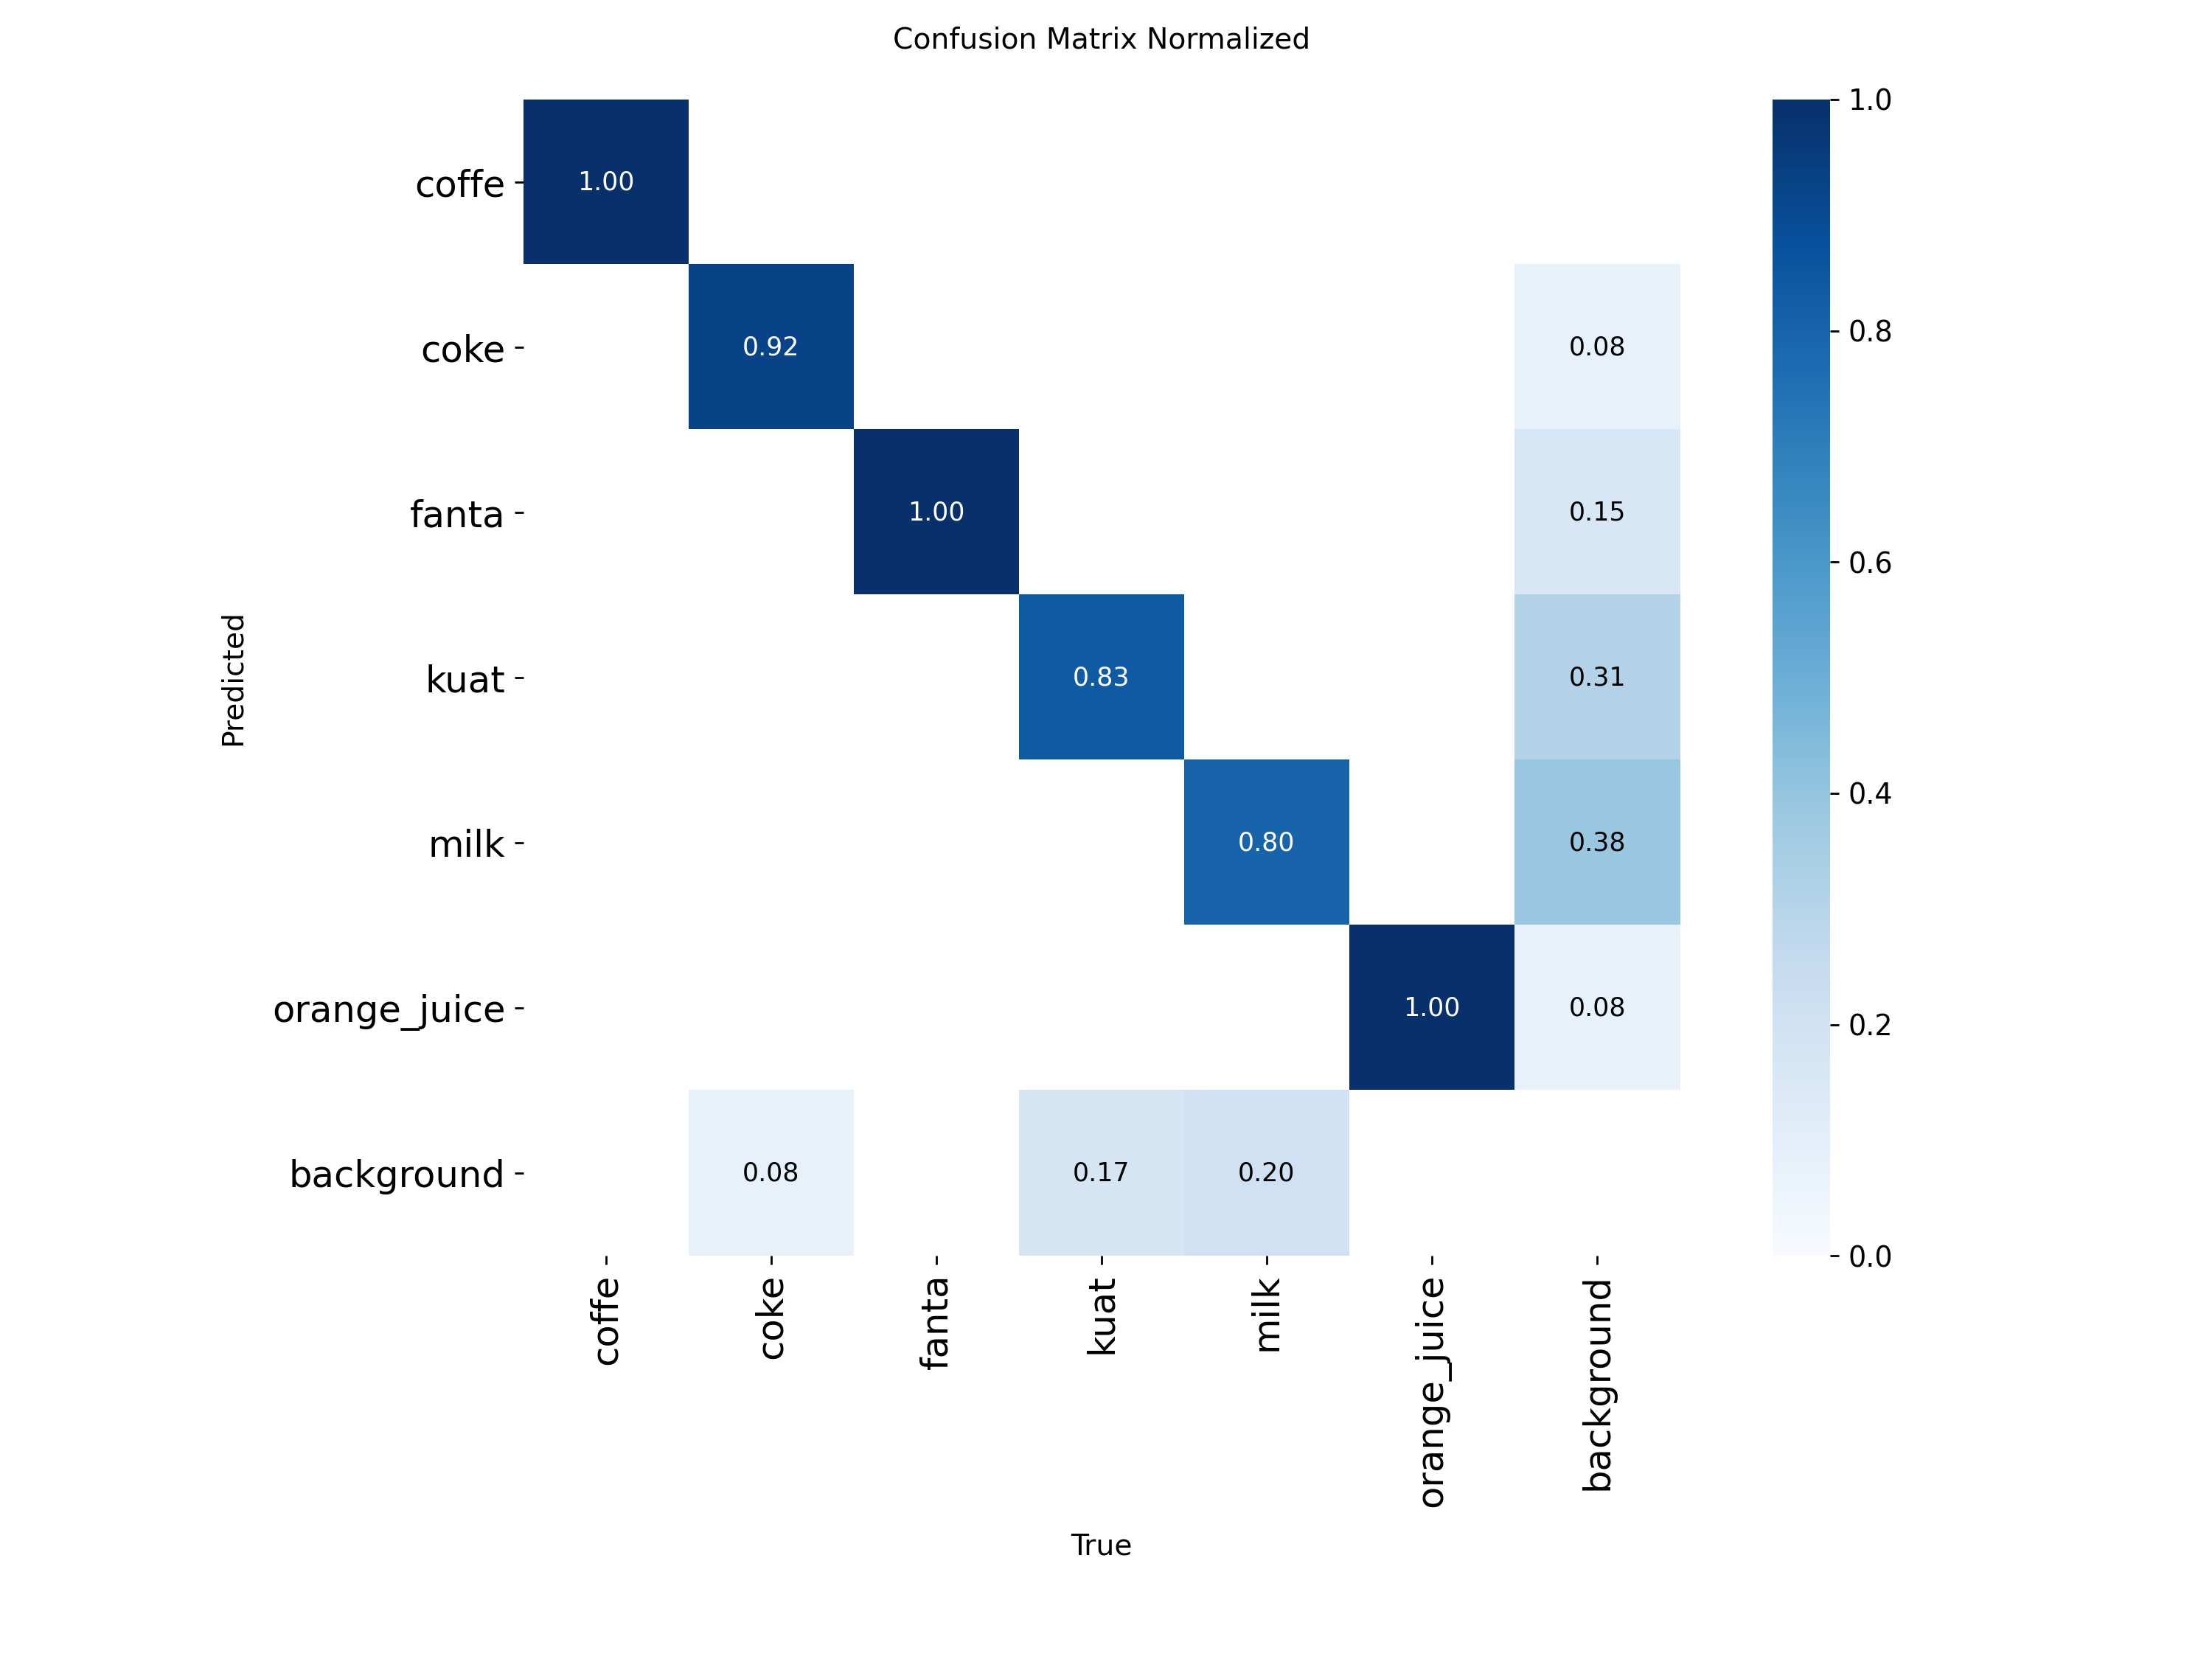 Confusion Matrix Normalized
coffe
1.00
coke
0.92
0.08
fanta
1.00
0.15
kuat
0.83
0.31
milk
0.80
0.38
orange_juice
1.00
0.08
background
0.08
0.17
0.20
Predicted
coffe
coke
fanta
kuat
milk
orange_juice
background
True
1.0
0.8
0.6
0.4
0.2
0.0